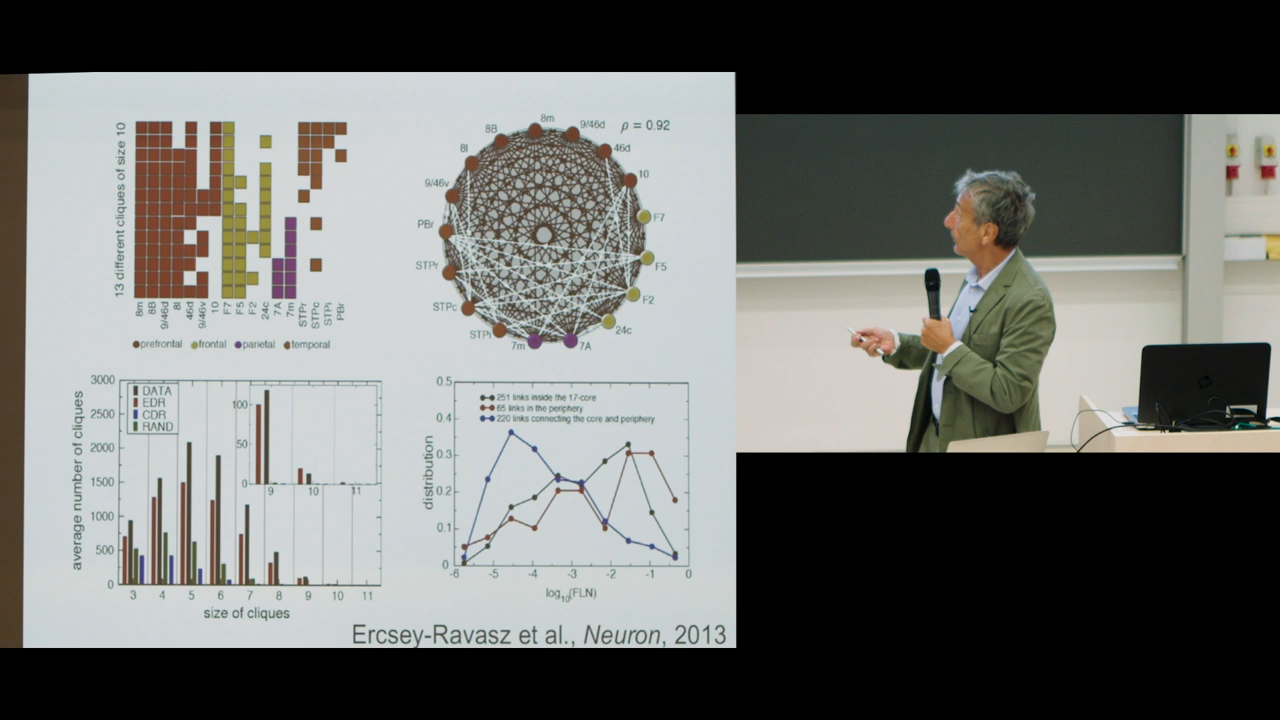 13 different cliques of size 10
8m
8B
9/46d
8l
46d
9/46v
10
F7
F5
F2
24c
7A
7m
STPr
STPc
STPi
PBr
prefrontal frontal parietal temporal
8m
9/46d
ρ = 0.92
8B
46d
8l
10
9/46v
F7
PBr
F5
STPr
F2
STPc
24c
STPi
7m
7A
average number of cliques
3000
2500
2000
1500
1000
500
0
DATA
EDR
CDR
RAND
100
50
0
9 10 11
3 4 5 6 7 8 9 10 11
size of cliques
distribution
0.5
0.4
0.3
0.2
0.1
0
251 links inside the 17-core
65 links in the periphery
220 links connecting the core and periphery
-6 -5 -4 -3 -2 -1 0
log10(FLN)
Ercsey-Ravasz et al., Neuron, 2013